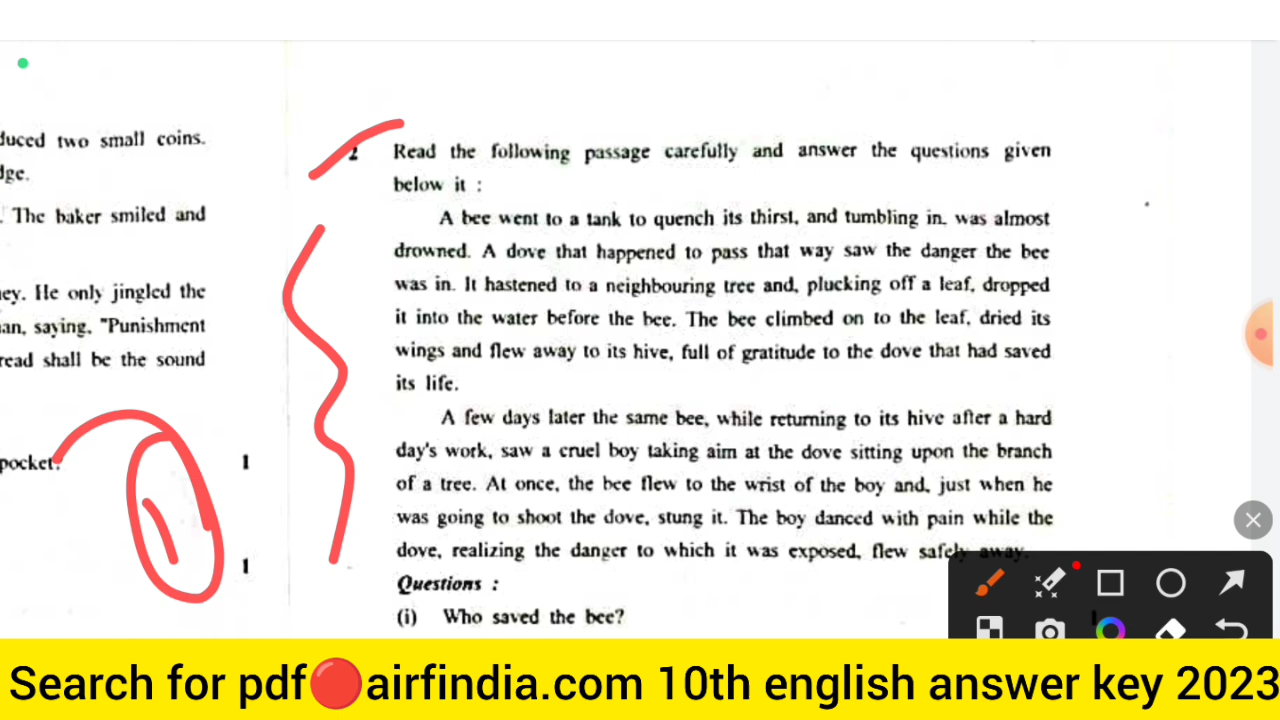 duced two small coins.
dge.
. The baker smiled and
ey. He only jingled the
an, saying, "Punishment
read shall be the sound
pocket.
1
1
2 Read the following passage carefully and answer the questions given
below it :
A bee went to a tank to quench its thirst, and tumbling in, was almost
drowned. A dove that happened to pass that way saw the danger the bee
was in. It hastened to a neighbouring tree and, plucking off a leaf, dropped
it into the water before the bee. The bee climbed on to the leaf, dried its
wings and flew away to its hive, full of gratitude to the dove that had saved
its life.
A few days later the same bee, while returning to its hive after a hard
day's work, saw a cruel boy taking aim at the dove sitting upon the branch
of a tree. At once, the bee flew to the wrist of the boy and, just when he
was going to shoot the dove, stung it. The boy danced with pain while the
dove, realizing the danger to which it was exposed, flew safely away.
Questions :
(i) Who saved the bee?
Search for pdf airfindia.com 10th english answer key 2023